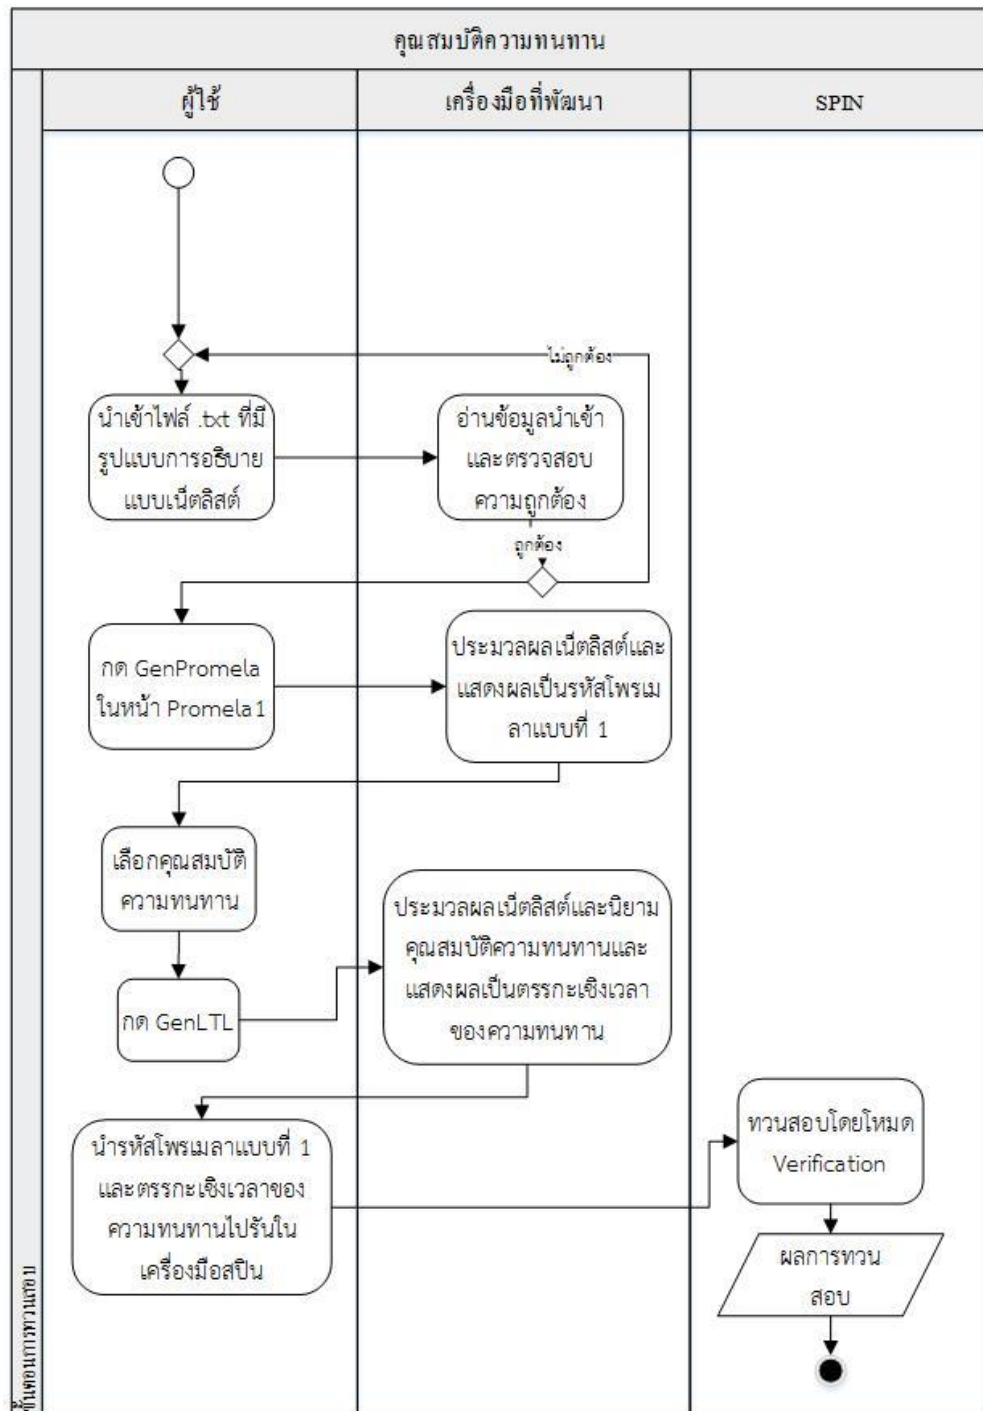 คุณสมบัติความทนทาน
ผู้ใช้
เครื่องมือที่พัฒนา
SPIN
ไม่ถูกต้อง
นำเข้าไฟล์ .txt ที่มี
รูปแบบการอธิบาย
แบบเน็ตลิสต์
อ่านข้อมูลนำเข้า
และตรวจสอบ
ความถูกต้อง
ถูกต้อง
กด GenPromela
ในหน้า Promela1
ประมวลผลเน็ตลิสต์และ
แสดงผลเป็นรหัสโพรเม
ลาแบบที่ 1
เลือกคุณสมบัติ
ความทนทาน
ประมวลผลเน็ตลิสต์และนิยาม
คุณสมบัติความทนทานและ
แสดงผลเป็นตรรกะเชิงเวลา
ของความทนทาน
กด GenLTL
นำรหัสโพรเมลาแบบที่ 1
และตรรกะเชิงเวลาของ
ความทนทานไปรันใน
เครื่องมือสปิน
ทวนสอบโดยโหมด
Verification
ผลการทวน
สอบ
ขั้นตอนการทวนสอบ